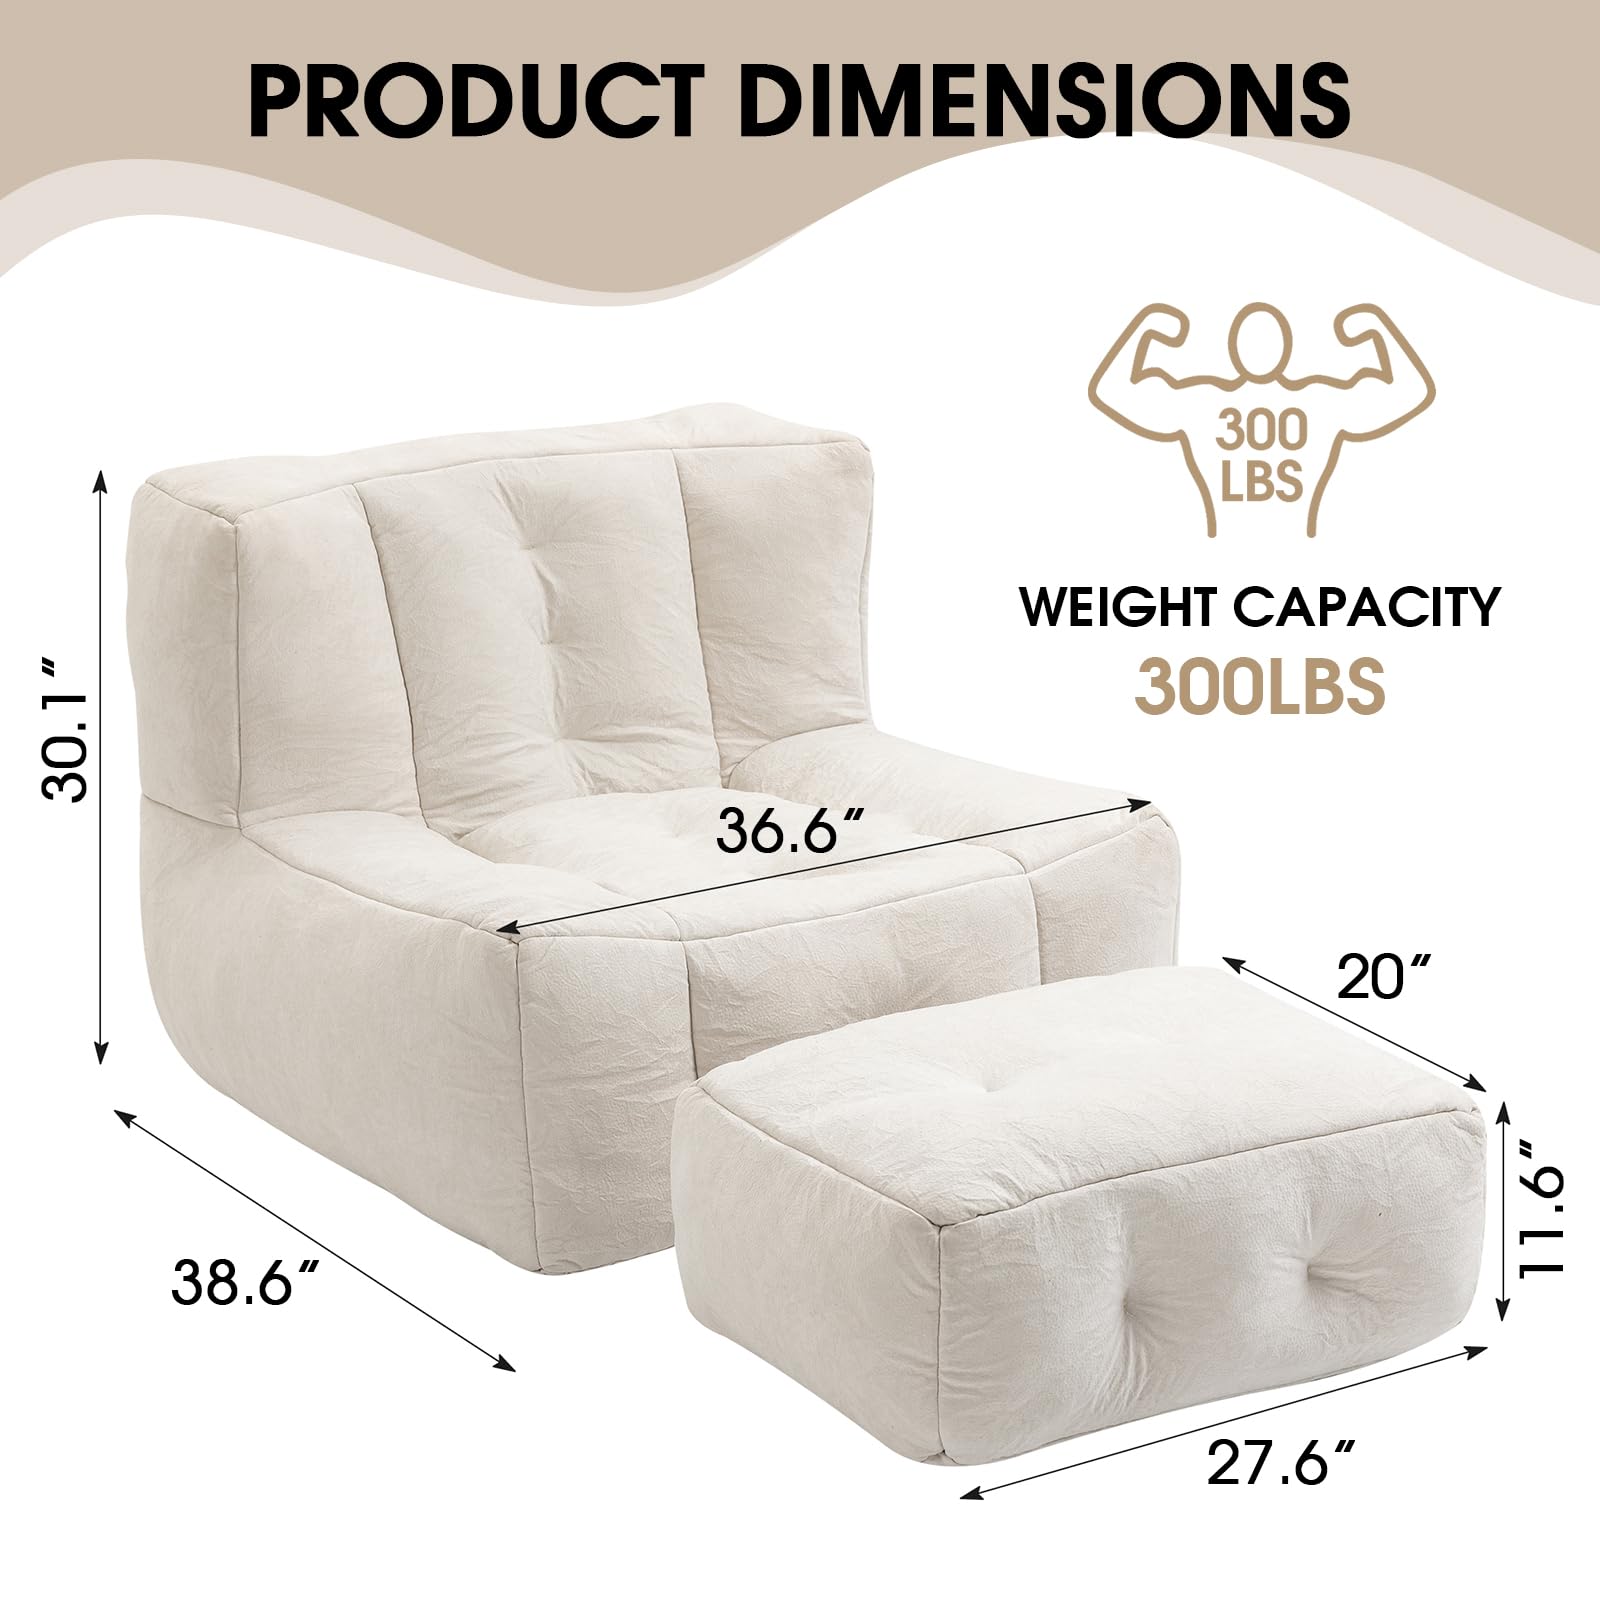 PRODUCT DIMENSIONS
300
LBS
WEIGHT CAPACITY
300LBS
30.1″
36.6″
20″
11.6″
38.6″
27.6″